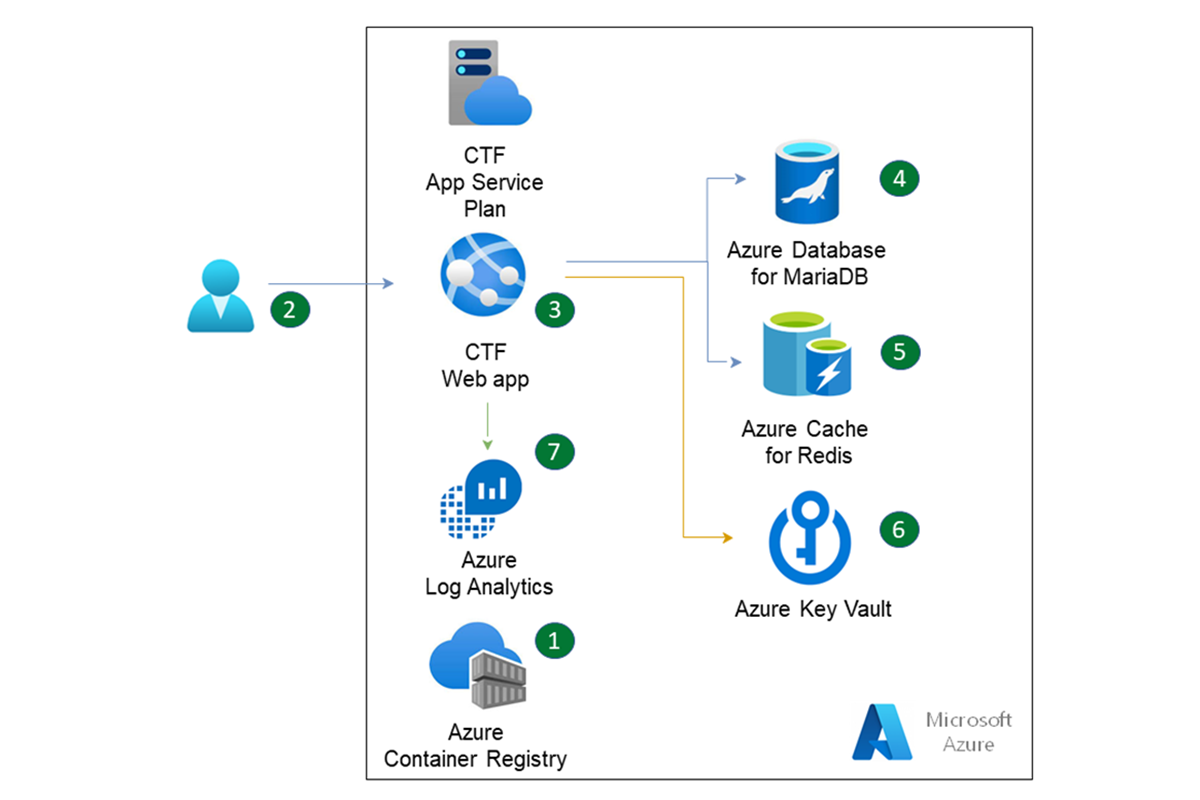 CTF
App Service
Plan
2
3
CTF
Web app
4
Azure Database
for MariaDB
5
Azure Cache
for Redis
7
Azure
Log Analytics
6
Azure Key Vault
1
Azure
Container Registry
Microsoft
Azure